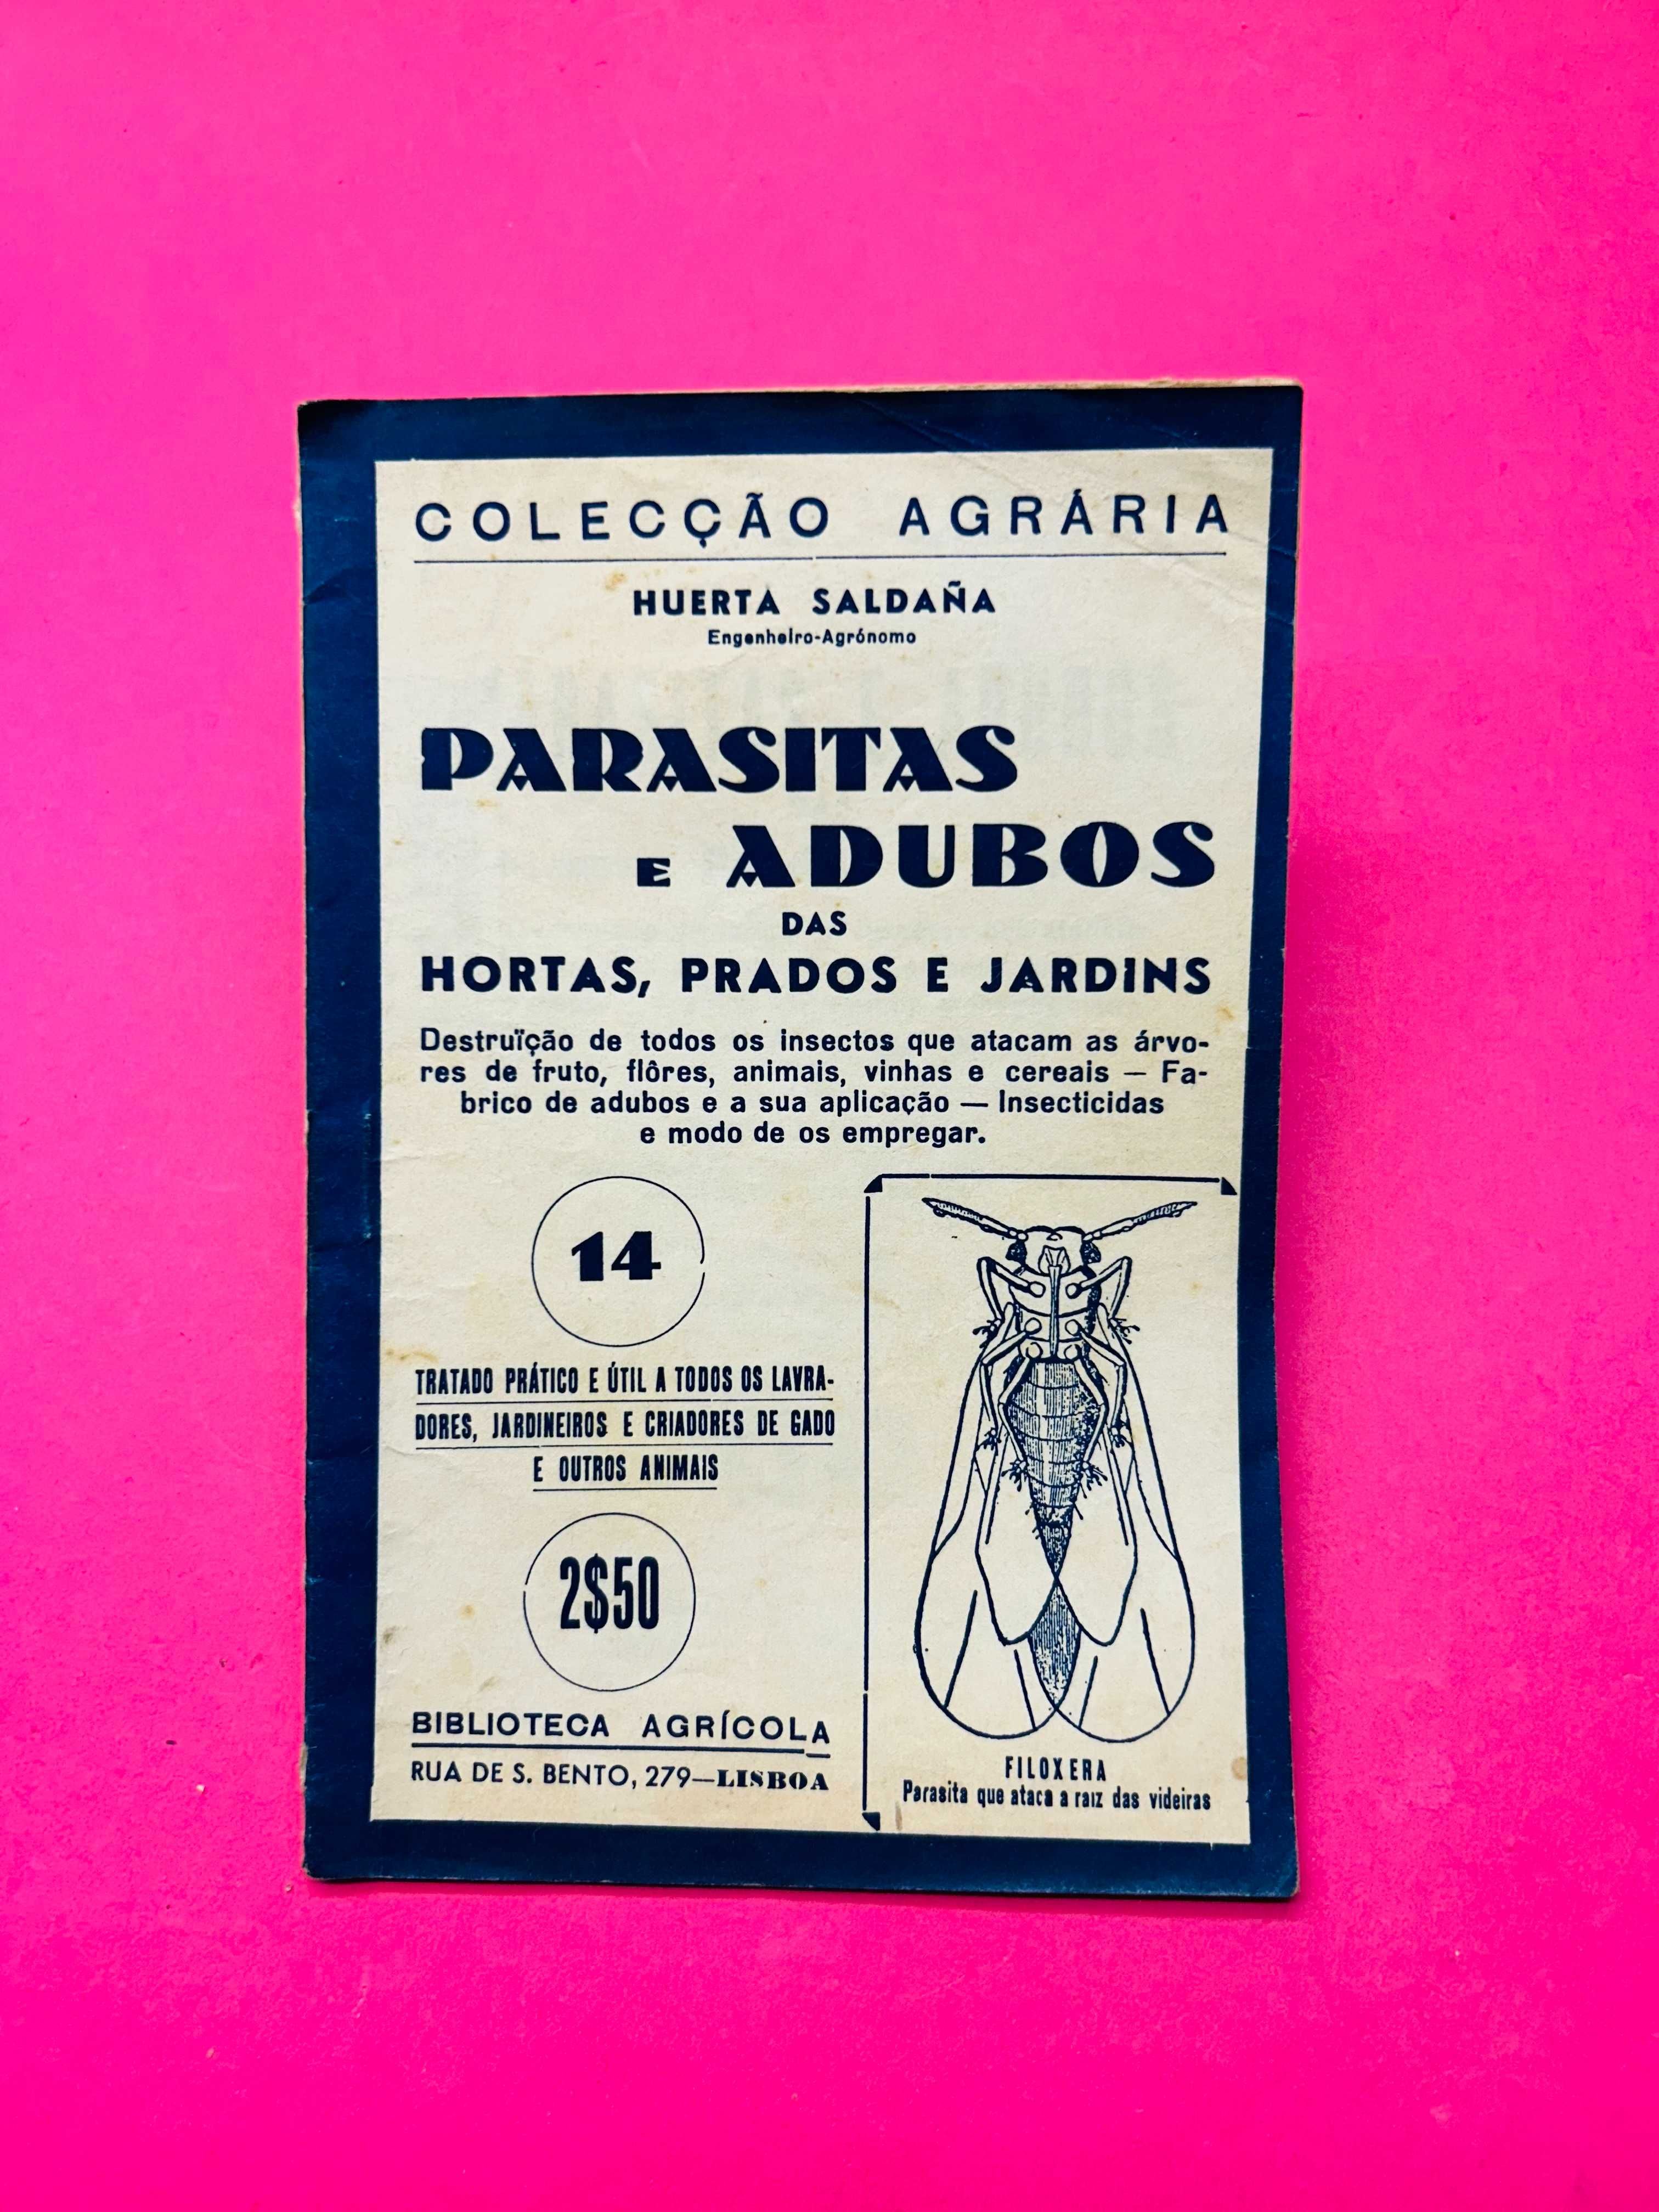 COLECÇÃO AGRÁRIA
HUERTA SALDAÑA
Engenheiro-Agrónomo
PARASITAS
E ADUBOS
DAS
HORTAS, PRADOS E JARDINS
Destruïção de todos os insectos que atacam as árvo-
res de fruto, flôres, animais, vinhas e cereais — Fa-
brico de adubos e a sua aplicação — Insecticidas
e modo de os empregar.
14
TRATADO PRÁTICO E ÚTIL A TODOS OS LAVRA-
DORES, JARDINEIROS E CRIADORES DE GADO
E OUTROS ANIMAIS
2$50
BIBLIOTECA AGRÍCOLA
RUA DE S. BENTO, 279—LISBOA
FILOXERA
Parasita que ataca a raiz das videiras